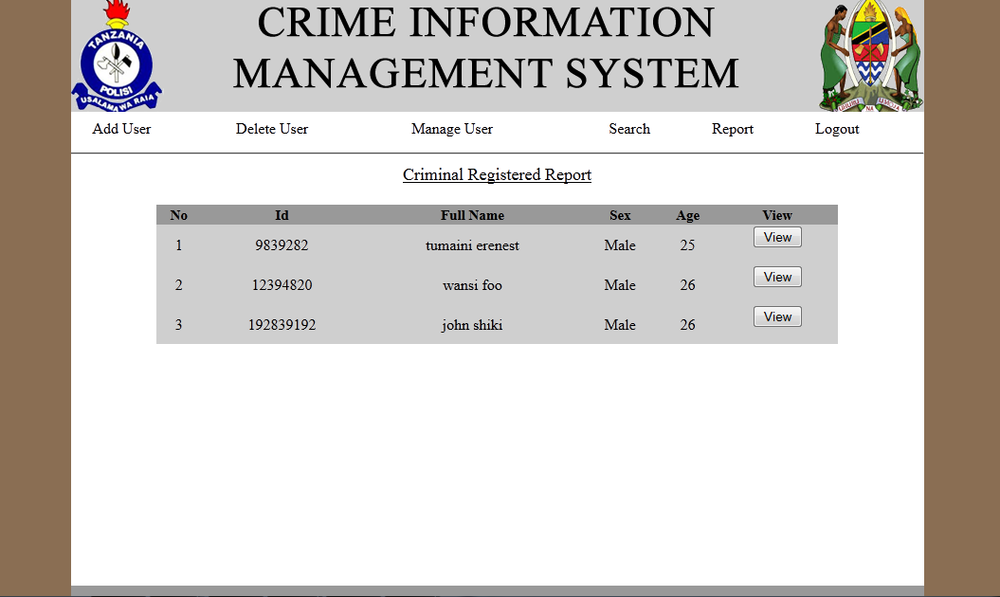 CRIME INFORMATION
MANAGEMENT SYSTEM
TANZANIA
POLISI
USALAMA WA RAIA
UHURU NA UMOJA
Add User Delete User Manage User Search Report Logout
Criminal Registered Report
No Id Full Name Sex Age View
1 9839282 tumaini erenest Male 25 View
2 12394820 wansi foo Male 26 View
3 192839192 john shiki Male 26 View